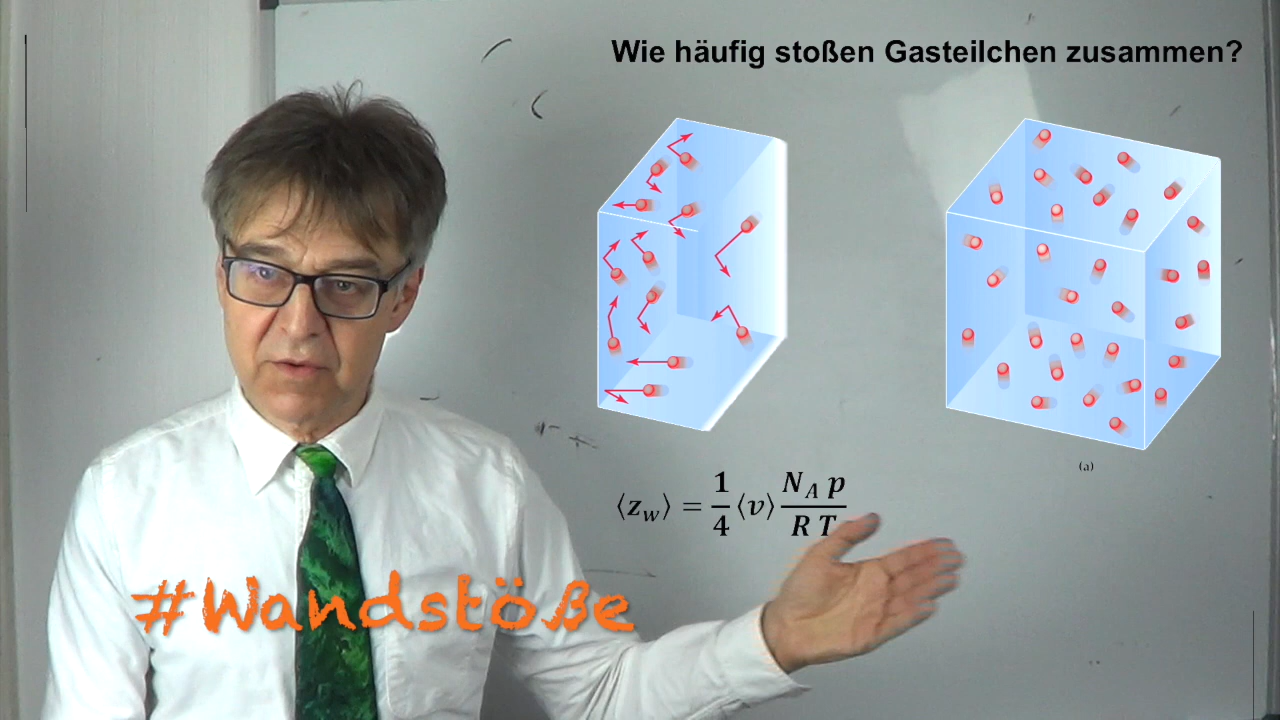 Wie häufig stoßen Gasteilchen zusammen?
(a)
⟨z_w⟩ = 1/4 ⟨v⟩ N_A p / R T
#Wandstöße